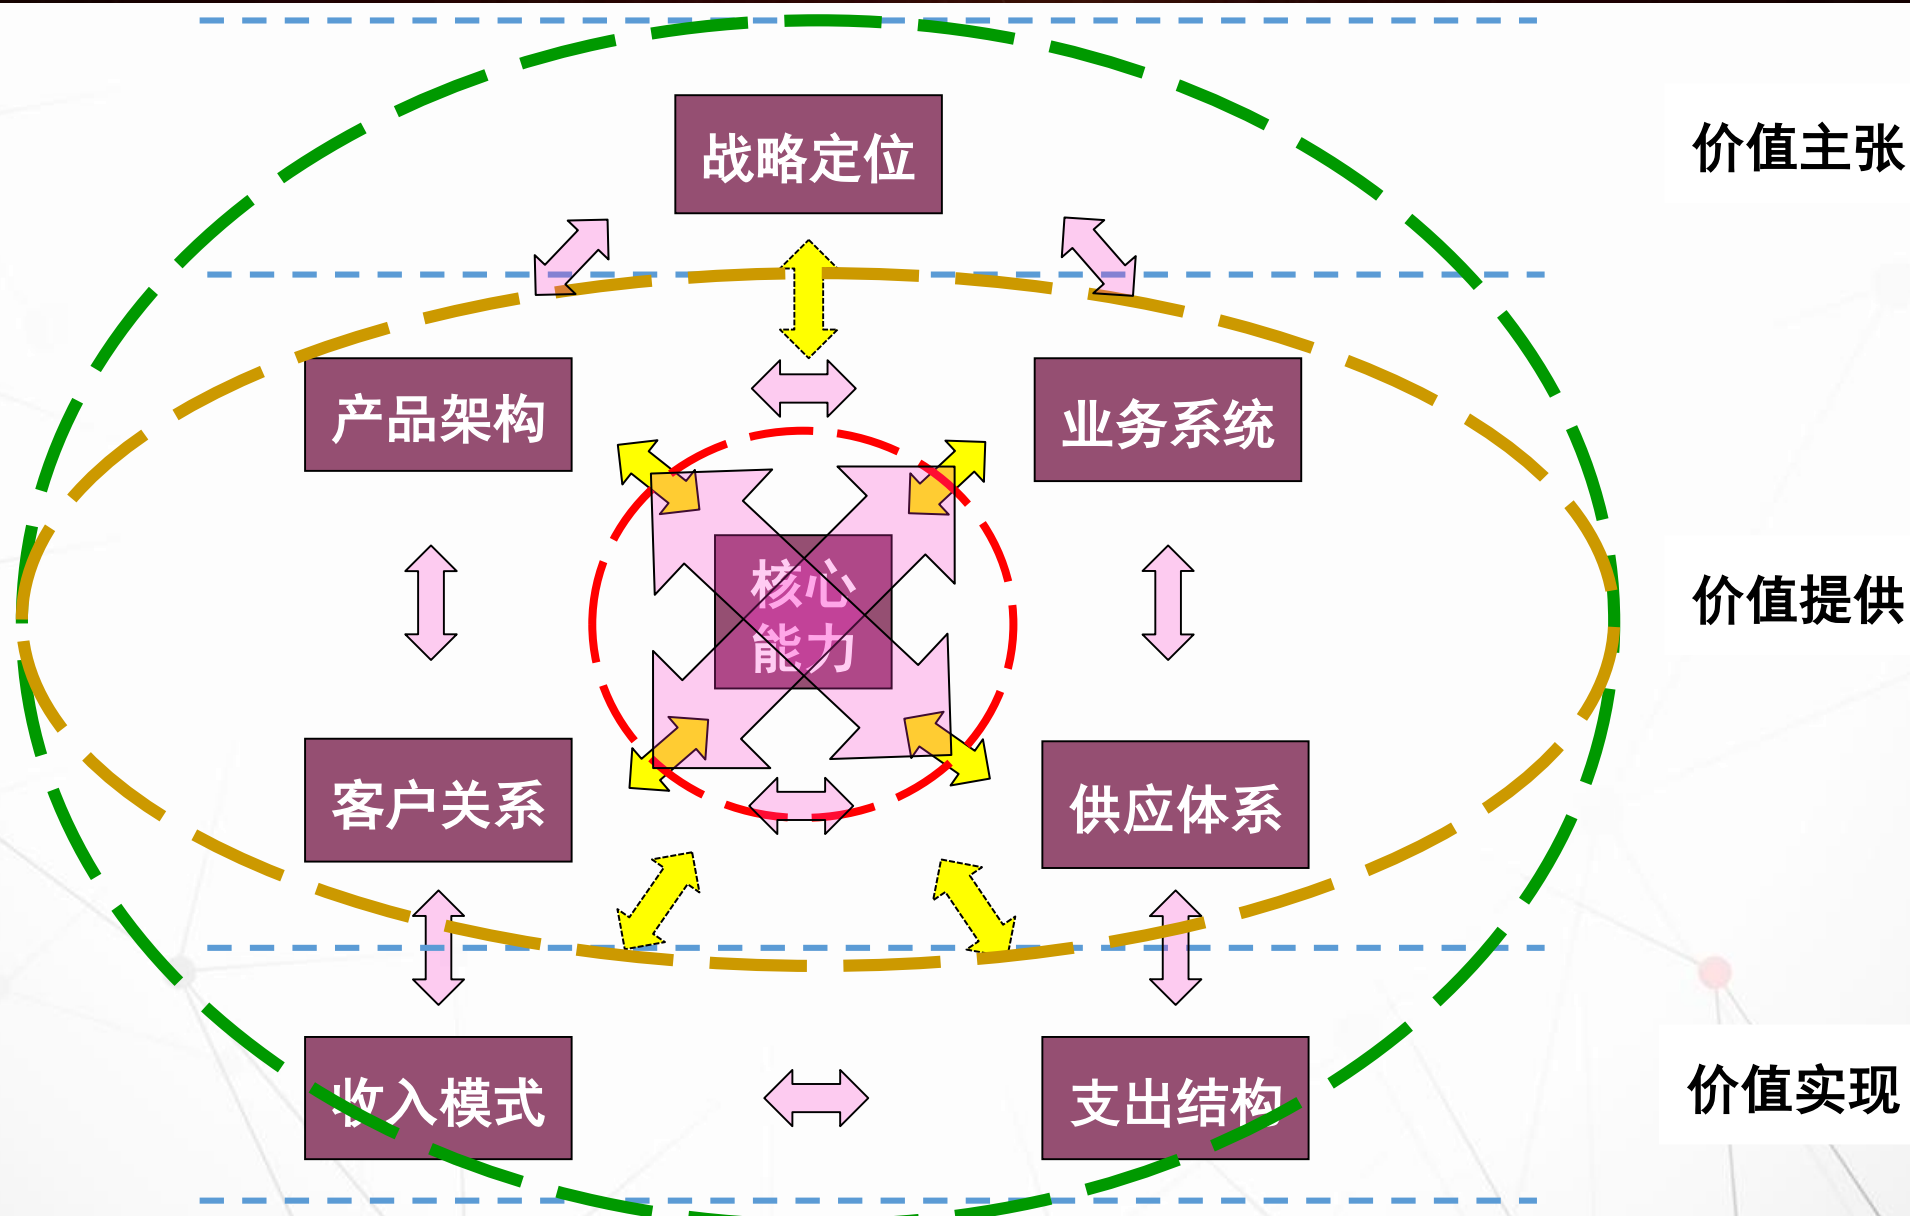 战略定位
价值主张
产品架构
业务系统
核心
能力
价值提供
客户关系
供应体系
收入模式
支出结构
价值实现